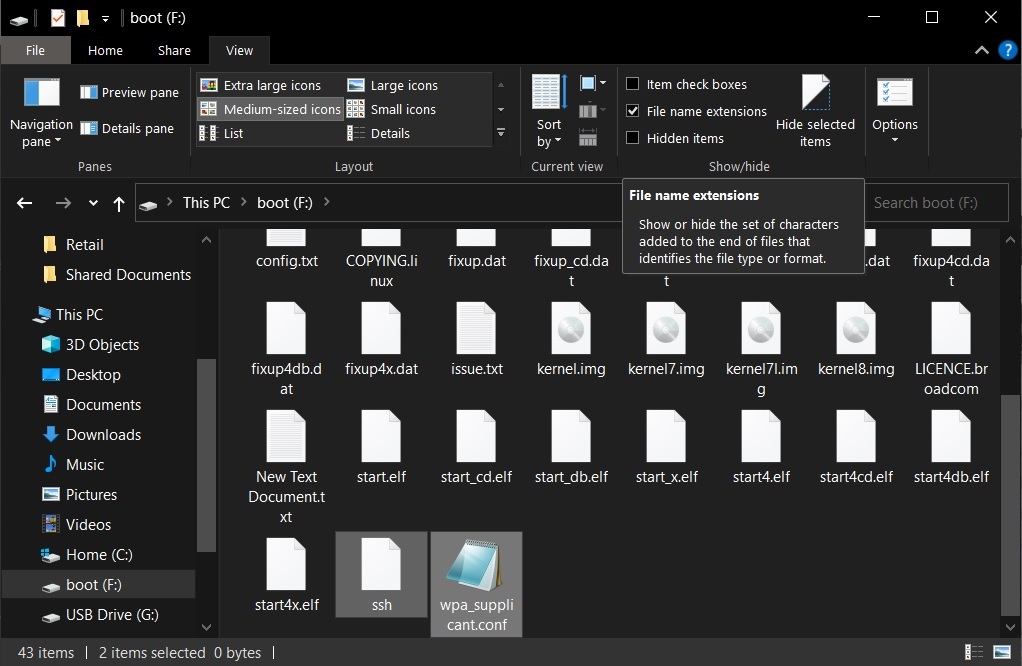 boot (F:)
File Home Share View
Navigation pane
Preview pane
Details pane
Panes
Extra large icons
Large icons
Medium-sized icons
Small icons
List
Details
Layout
Sort by
Current view
Item check boxes
File name extensions
Hidden items
Hide selected items
Show/hide
Options
This PC > boot (F:) >
Search boot (F:)
File name extensions
Show or hide the set of characters
added to the end of files that
identifies the file type or format.
Retail
Shared Documents
This PC
3D Objects
Desktop
Documents
Downloads
Music
Pictures
Videos
Home (C:)
boot (F:)
USB Drive (G:)
config.txt
COPYING.linux
fixup.dat
fixup_cd.dat
t
.dat
fixup4cd.dat
fixup4db.dat
fixup4x.dat
issue.txt
kernel.img
kernel7.img
kernel7l.img
kernel8.img
LICENCE.broadcom
New Text Document.txt
start.elf
start_cd.elf
start_db.elf
start_x.elf
start4.elf
start4cd.elf
start4db.elf
start4x.elf
ssh
wpa_supplicant.conf
43 items | 2 items selected 0 bytes |